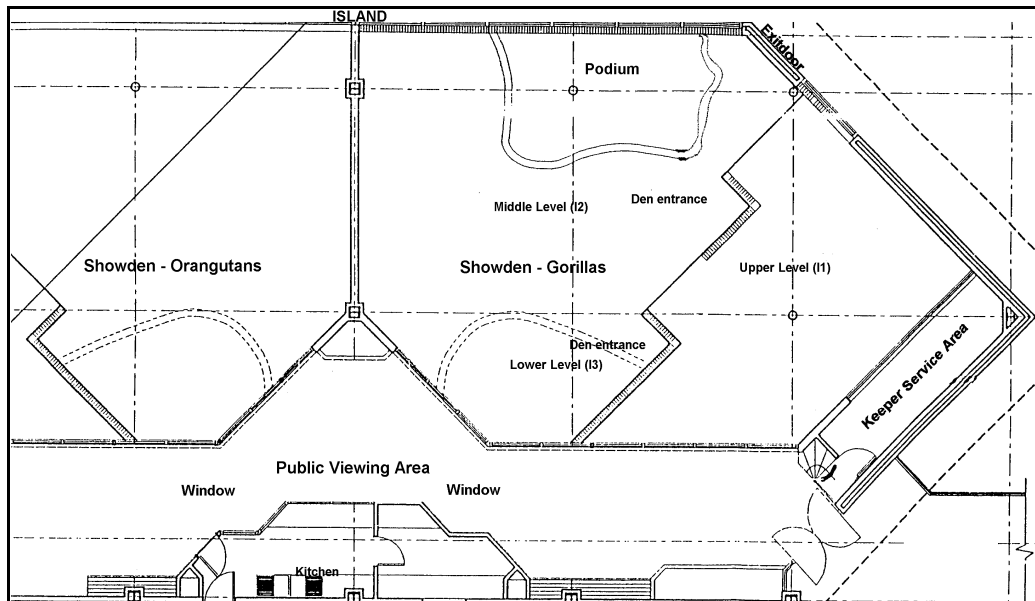 ISLAND
Exitdoor
Podium
Middle Level (I2)
Den entrance
Showden - Orangutans
Showden - Gorillas
Upper Level (I1)
Den entrance
Lower Level (I3)
Keeper Service Area
Public Viewing Area
Window
Window
Kitchen